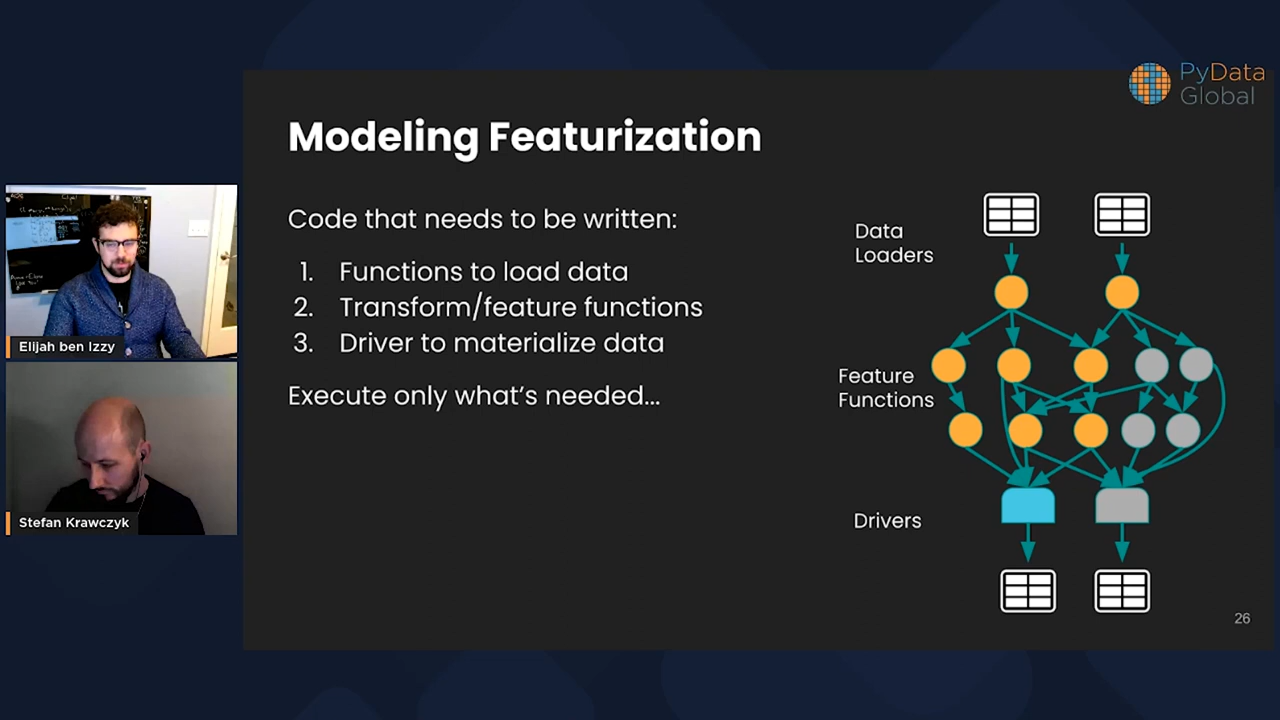 PyData
Global
Modeling Featurization
Code that needs to be written:
1. Functions to load data
2. Transform/feature functions
3. Driver to materialize data
Execute only what's needed...
Data
Loaders
Feature
Functions
Drivers
26
Elijah ben Izzy
Stefan Krawczyk